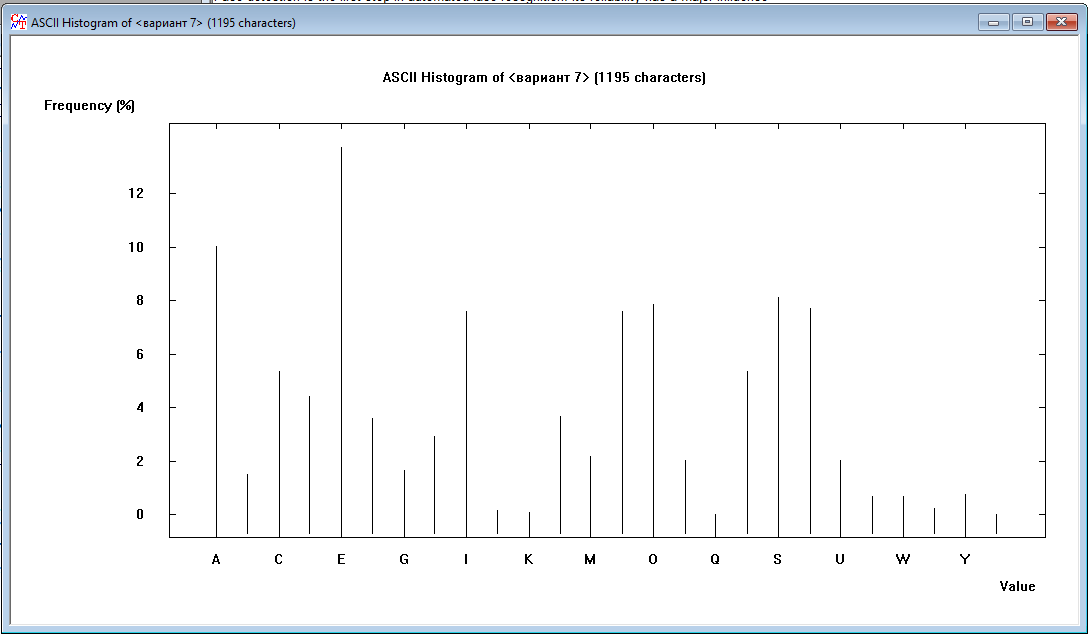 ASCII Histogram of <вариант 7> (1195 characters)
ASCII Histogram of <вариант 7> (1195 characters)
Frequency (%)
12
10
8
6
4
2
0
A C E G I K M O Q S U W Y
Value